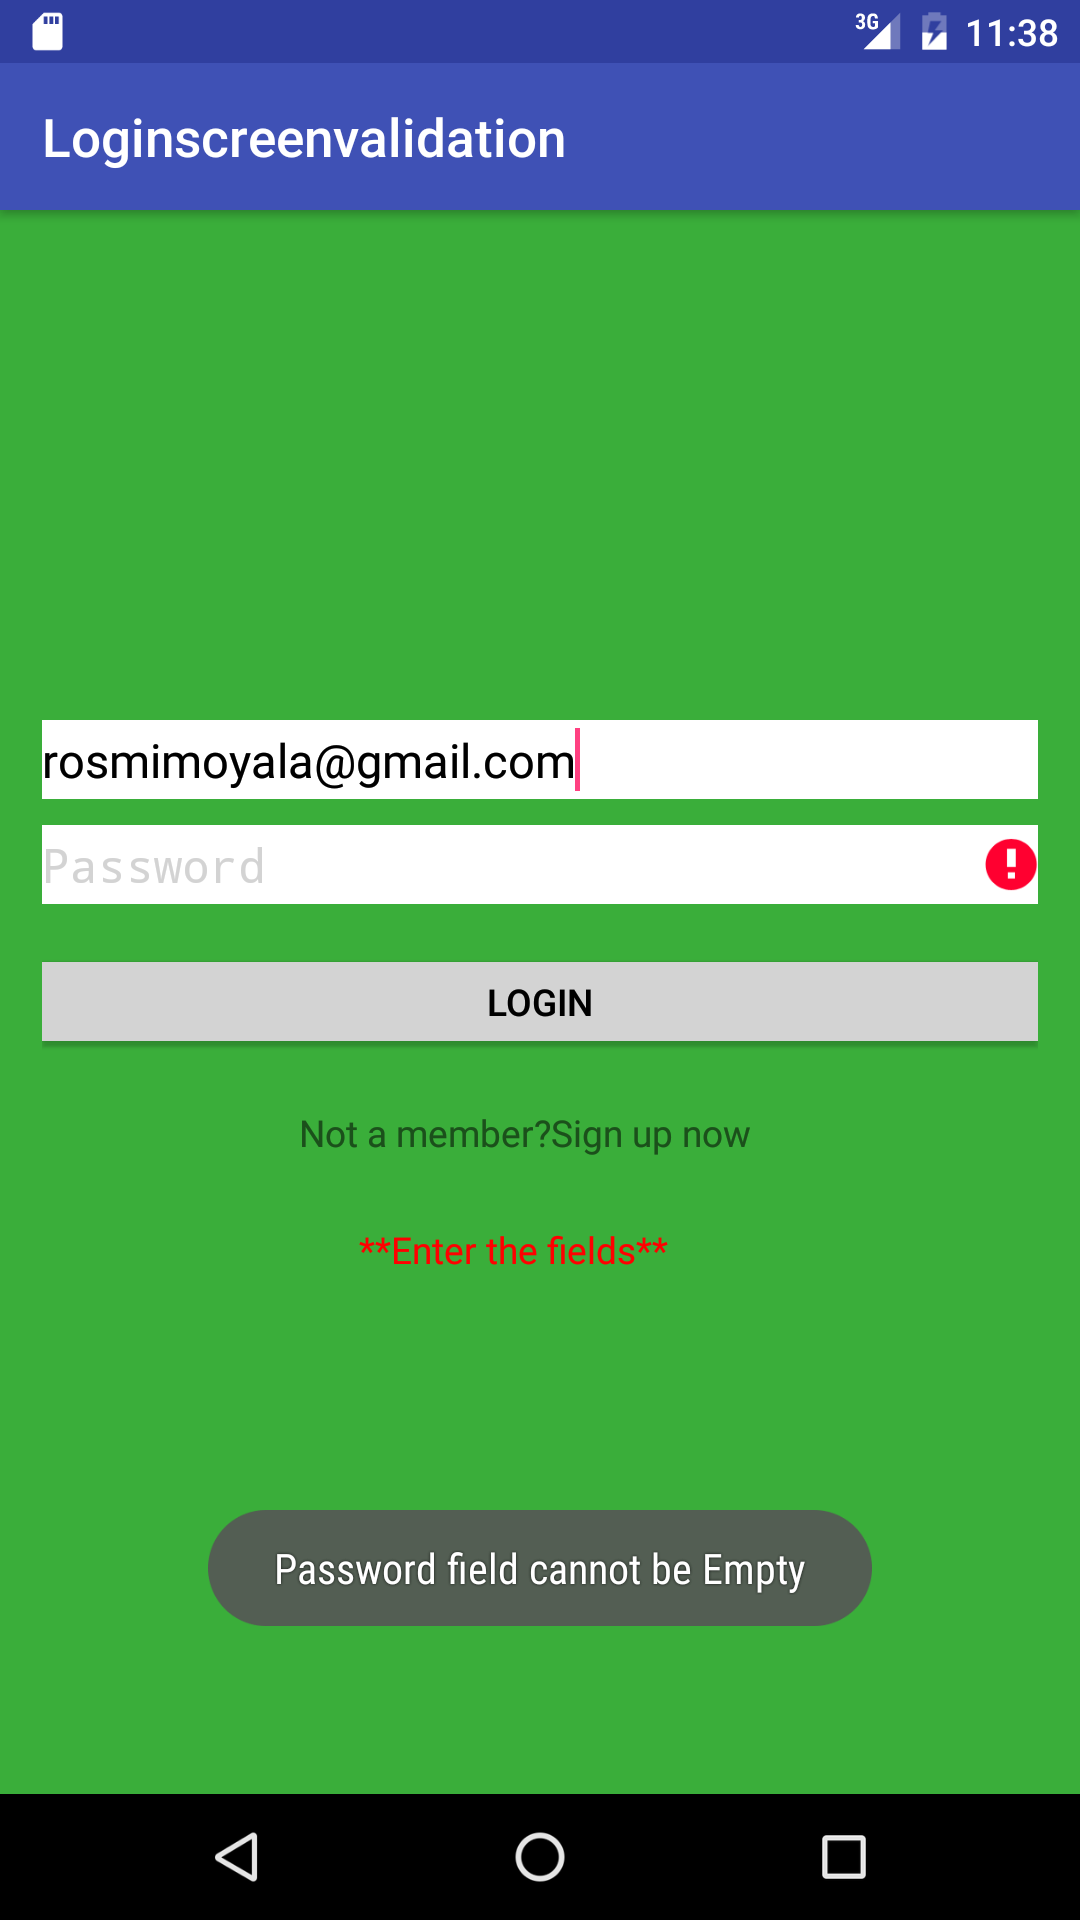 3G 11:38
Loginscreenvalidation
rosmimoyala@gmail.com
Password
LOGIN
Not a member?Sign up now
**Enter the fields**
Password field cannot be Empty